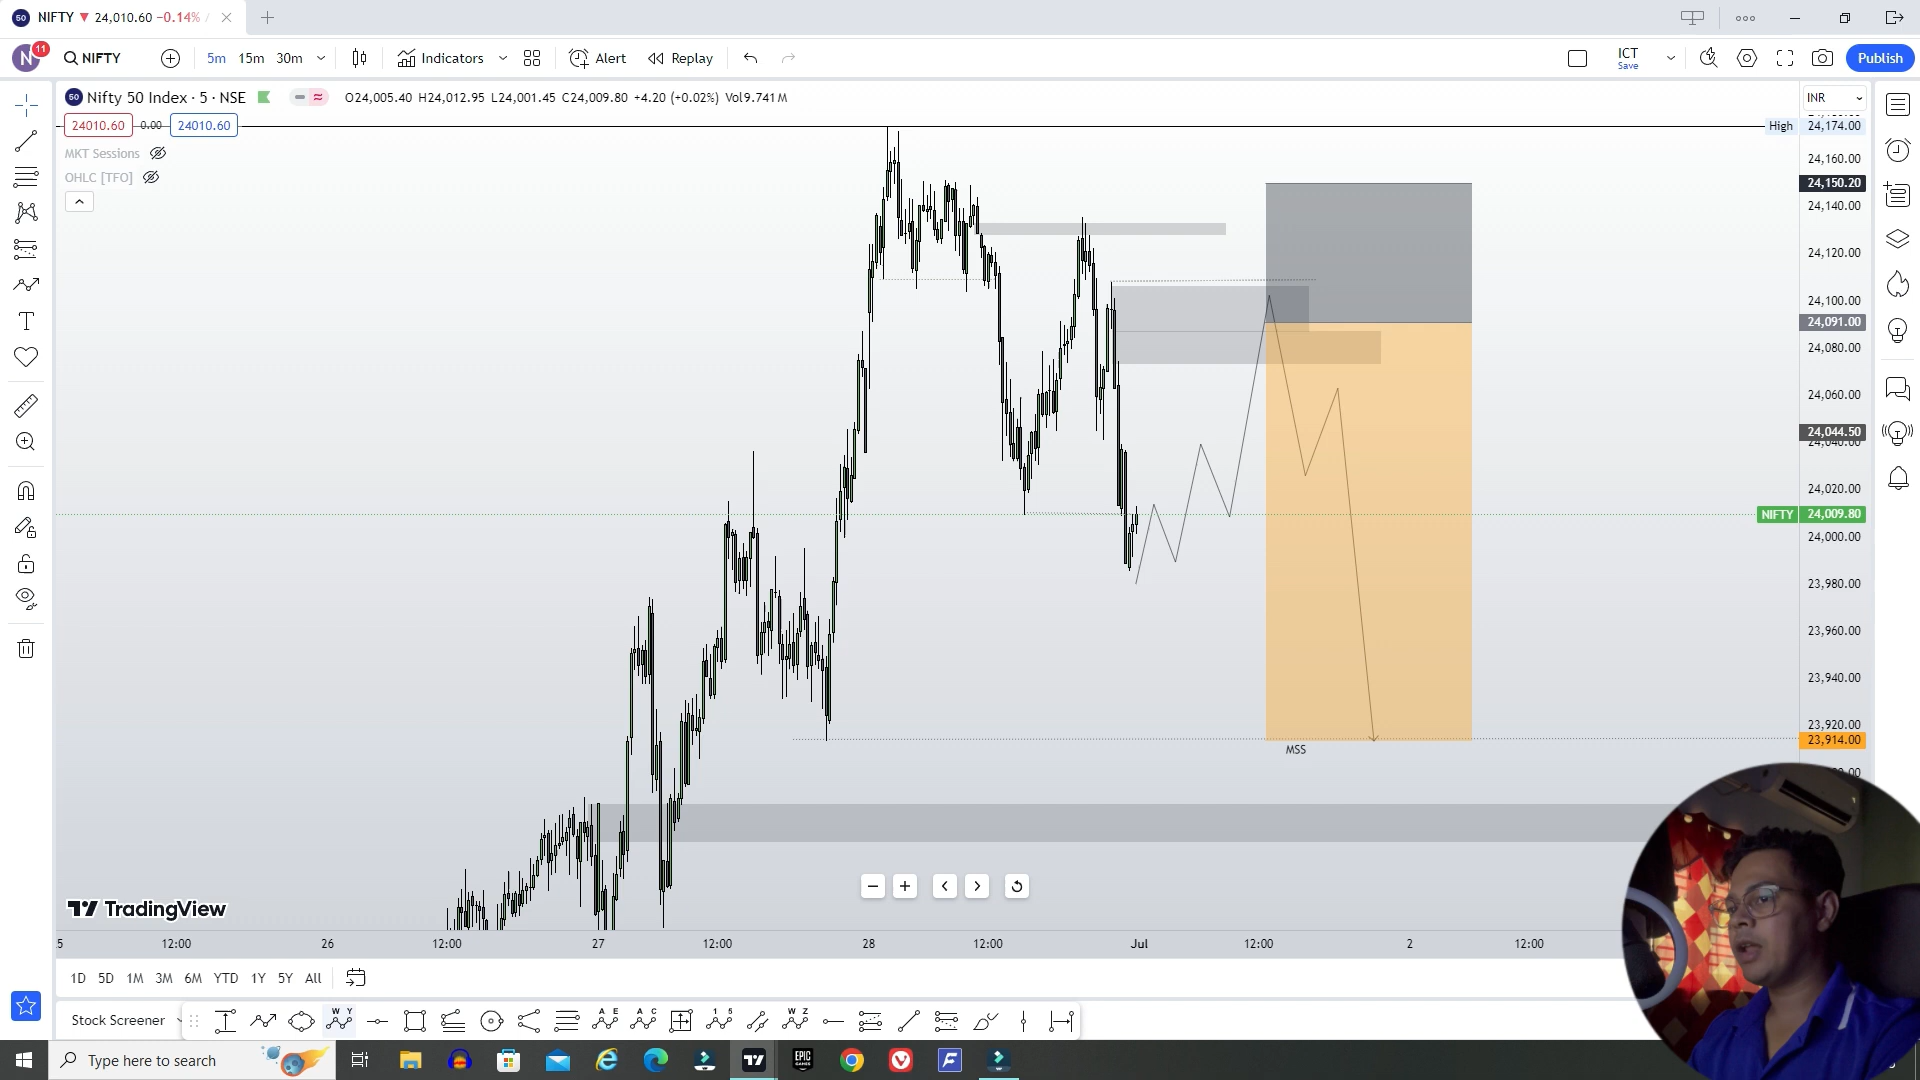 50 NIFTY 24,010.60 −0.14% /
N 11 NIFTY 5m 15m 30m Indicators Alert Replay ICT Save Publish
50 Nifty 50 Index · 5 · NSE O24,005.40 H24,012.95 L24,001.45 C24,009.80 +4.20 (+0.02%) Vol9.741M INR
24010.60 0.00 24010.60
MKT Sessions
OHLC [TFO]
High 24,174.00
24,160.00
24,150.20
24,140.00
24,120.00
24,100.00
24,091.00
24,080.00
24,060.00
24,044.50
24,040.00
24,020.00
NIFTY 24,009.80
24,000.00
23,980.00
23,960.00
23,940.00
23,920.00
23,914.00
MSS
TradingView
5 12:00 26 12:00 27 12:00 28 12:00 Jul 12:00 2 12:00
1D 5D 1M 3M 6M YTD 1Y 5Y All
Stock Screener
Type here to search